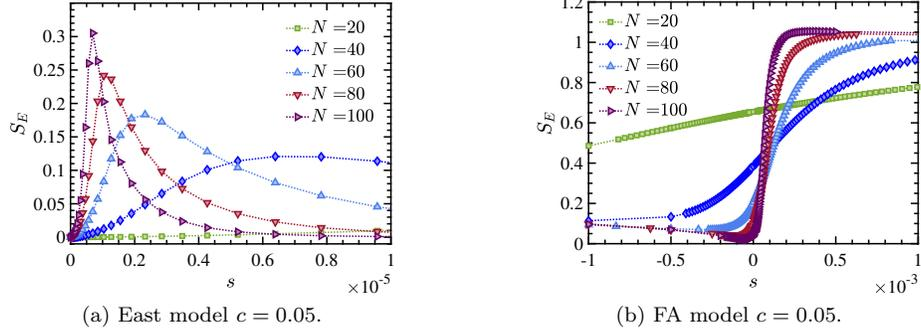 0.3
0.25
0.2
0.15
0.1
0.05
0
S_E
N =20
N =40
N =60
N =80
N =100
0 0.2 0.4 0.6 0.8 1
s
×10^-5
(a) East model c = 0.05.
1.2
1
0.8
0.6
0.4
0.2
0
S_E
N =20
N =40
N =60
N =80
N =100
-1 -0.5 0 0.5 1
s
×10^-3
(b) FA model c = 0.05.